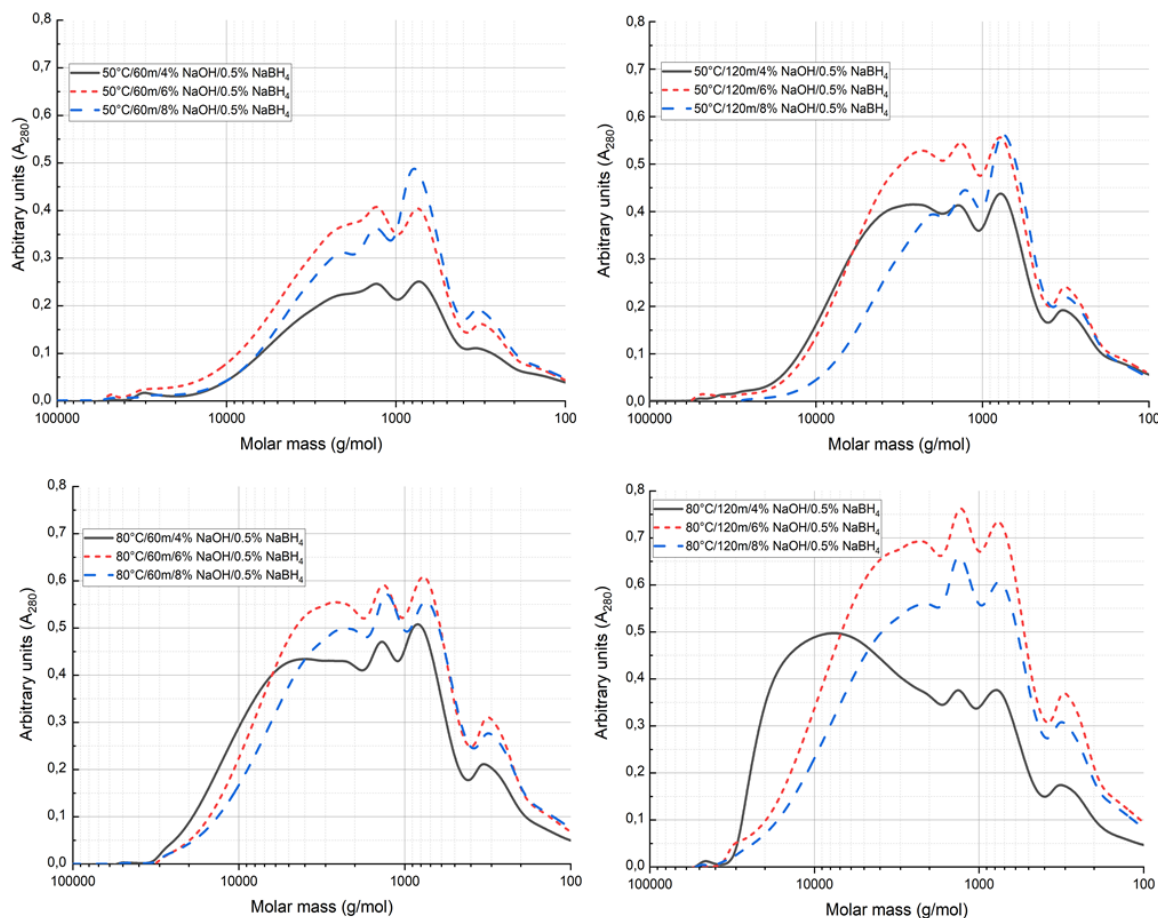 0,8
0,7
0,6
0,5
0,4
0,3
0,2
0,1
0,0
Arbitrary units (A280)
50°C/60m/4% NaOH/0.5% NaBH4
50°C/60m/6% NaOH/0.5% NaBH4
50°C/60m/8% NaOH/0.5% NaBH4
100000 10000 1000 100
Molar mass (g/mol)
0,8
0,7
0,6
0,5
0,4
0,3
0,2
0,1
0,0
Arbitrary units (A280)
50°C/120m/4% NaOH/0.5% NaBH4
50°C/120m/6% NaOH/0.5% NaBH4
50°C/120m/8% NaOH/0.5% NaBH4
100000 10000 1000 100
Molar mass (g/mol)
0,8
0,7
0,6
0,5
0,4
0,3
0,2
0,1
0,0
Arbitrary units (A280)
80°C/60m/4% NaOH/0.5% NaBH4
80°C/60m/6% NaOH/0.5% NaBH4
80°C/60m/8% NaOH/0.5% NaBH4
100000 10000 1000 100
Molar mass (g/mol)
0,8
0,7
0,6
0,5
0,4
0,3
0,2
0,1
0,0
Arbitrary units (A280)
80°C/120m/4% NaOH/0.5% NaBH4
80°C/120m/6% NaOH/0.5% NaBH4
80°C/120m/8% NaOH/0.5% NaBH4
100000 10000 1000 100
Molar mass (g/mol)